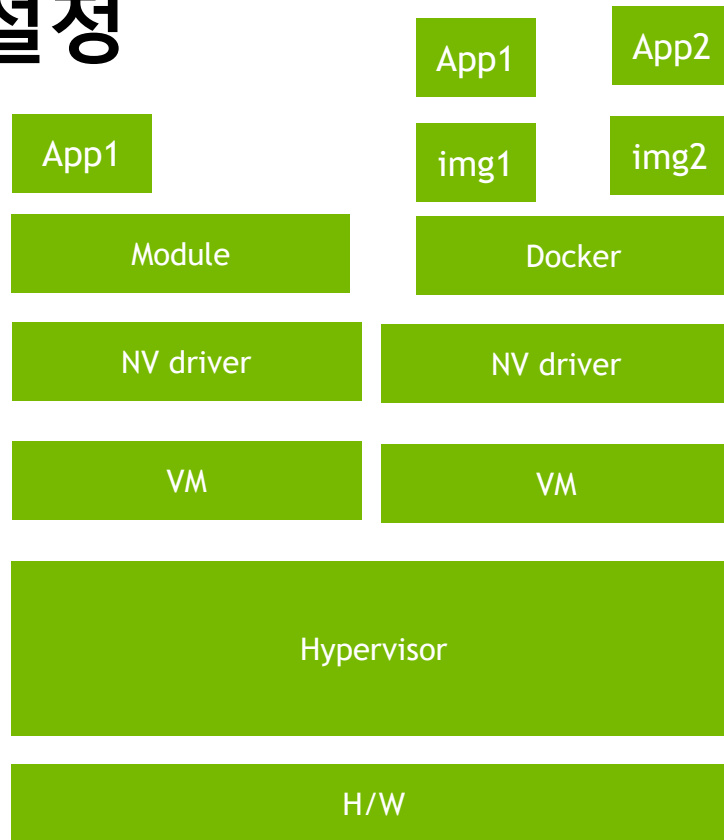 설정
App1
App2
App1
img1
img2
Module
Docker
NV driver
NV driver
VM
VM
Hypervisor
H/W